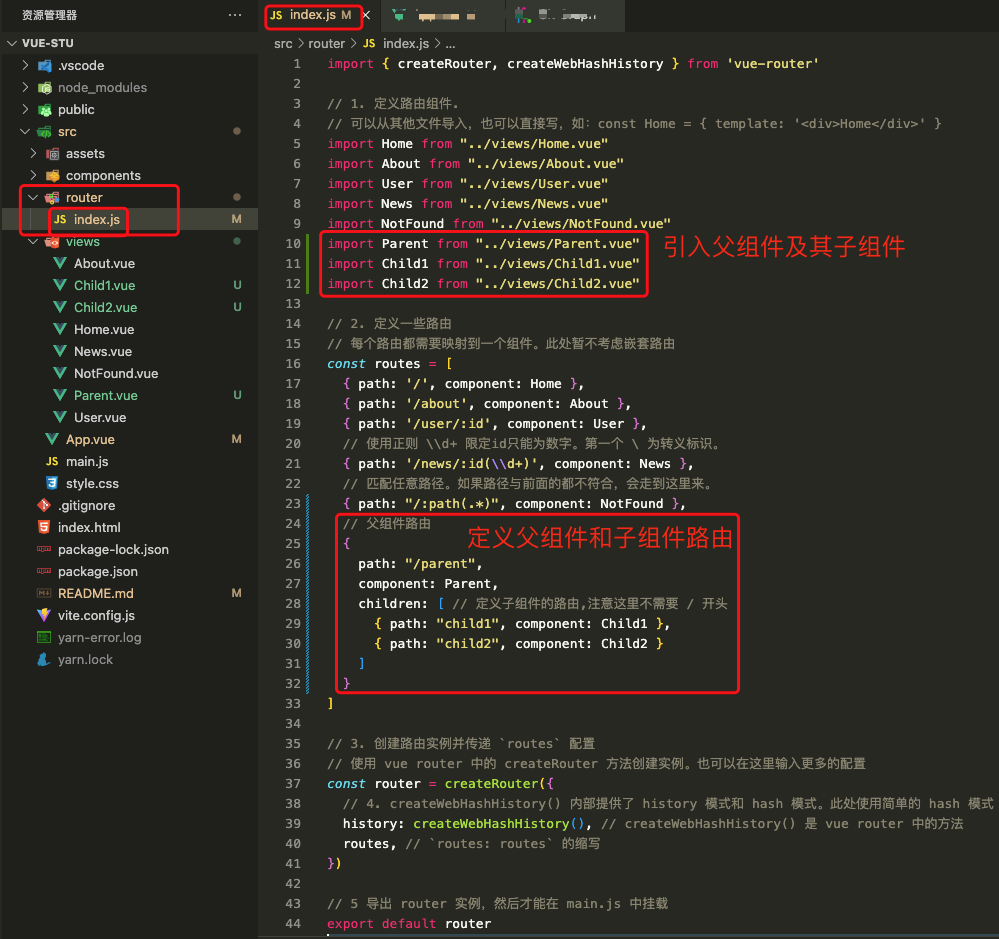 资源管理器
···
VUE-STU
.vscode
node_modules
public
src
assets
components
router
JS index.js M
views
About.vue
Child1.vue U
Child2.vue U
Home.vue
News.vue
NotFound.vue
Parent.vue U
User.vue
App.vue M
JS main.js
style.css
.gitignore
index.html
package-lock.json
package.json
README.md M
vite.config.js
yarn-error.log
yarn.lock
JS index.js M ×
src > router > JS index.js > ...
1 import { createRouter, createWebHashHistory } from 'vue-router'
2
3 // 1. 定义路由组件.
4 // 可以从其他文件导入，也可以直接写，如：const Home = { template: '<div>Home</div>' }
5 import Home from "../views/Home.vue"
6 import About from "../views/About.vue"
7 import User from "../views/User.vue"
8 import News from "../views/News.vue"
9 import NotFound from "../views/NotFound.vue"
10 import Parent from "../views/Parent.vue"
11 import Child1 from "../views/Child1.vue"
12 import Child2 from "../views/Child2.vue"
引入父组件及其子组件
13
14 // 2. 定义一些路由
15 // 每个路由都需要映射到一个组件。此处暂不考虑嵌套路由
16 const routes = [
17 { path: '/', component: Home },
18 { path: '/about', component: About },
19 { path: '/user/:id', component: User },
20 // 使用正则 \\d+ 限定id只能为数字。第一个 \ 为转义标识。
21 { path: '/news/:id(\\d+)', component: News },
22 // 匹配任意路径。如果路径与前面的都不符合，会走到这里来。
23 { path: "/:path(.*)", component: NotFound },
24 // 父组件路由
25 {
定义父组件和子组件路由
26 path: "/parent",
27 component: Parent,
28 children: [ // 定义子组件的路由,注意这里不需要 / 开头
29 { path: "child1", component: Child1 },
30 { path: "child2", component: Child2 }
31 ]
32 }
33 ]
34
35 // 3. 创建路由实例并传递 `routes` 配置
36 // 使用 vue router 中的 createRouter 方法创建实例。也可以在这里输入更多的配置
37 const router = createRouter({
38 // 4. createWebHashHistory() 内部提供了 history 模式和 hash 模式。此处使用简单的 hash 模式
39 history: createWebHashHistory(), // createWebHashHistory() 是 vue router 中的方法
40 routes, // `routes: routes` 的缩写
41 })
42
43 // 5 导出 router 实例，然后才能在 main.js 中挂载
44 export default router